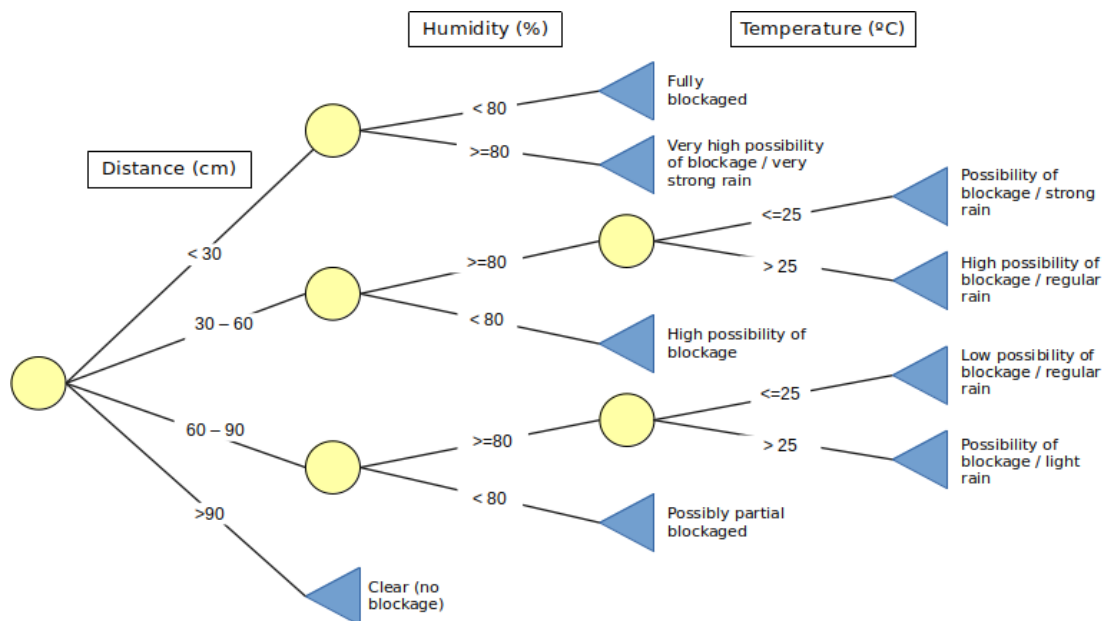 Humidity (%)
Temperature (ºC)
Distance (cm)
< 80
Fully
blockaged
>=80
Very high possibility
of blockage / very
strong rain
< 30
<=25
Possibility of
blockage / strong
rain
>=80
> 25
High possibility of
blockage / regular
rain
30 – 60
< 80
High possibility of
blockage
<=25
Low possibility of
blockage / regular
rain
60 – 90
>=80
> 25
Possibility of
blockage / light
rain
< 80
Possibly partial
blockaged
>90
Clear (no
blockage)